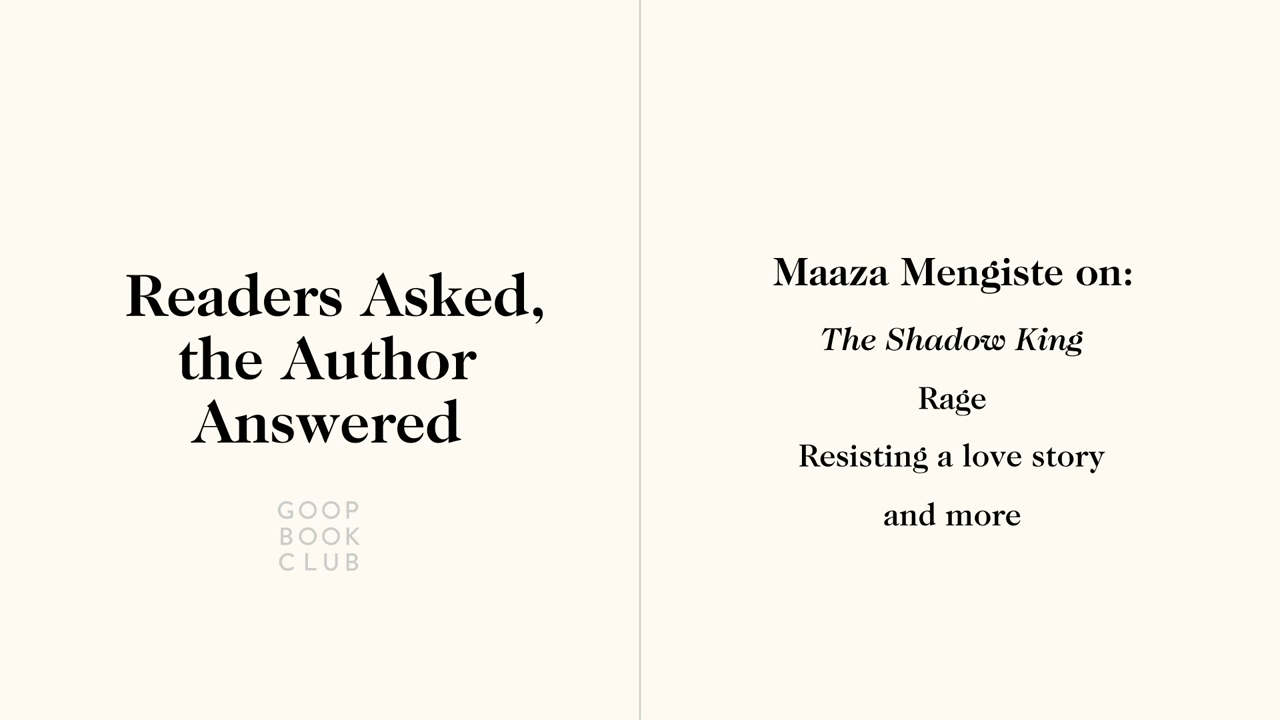 Readers Asked,
the Author
Answered
GOOP
BOOK
CLUB
Maaza Mengiste on:
The Shadow King
Rage
Resisting a love story
and more